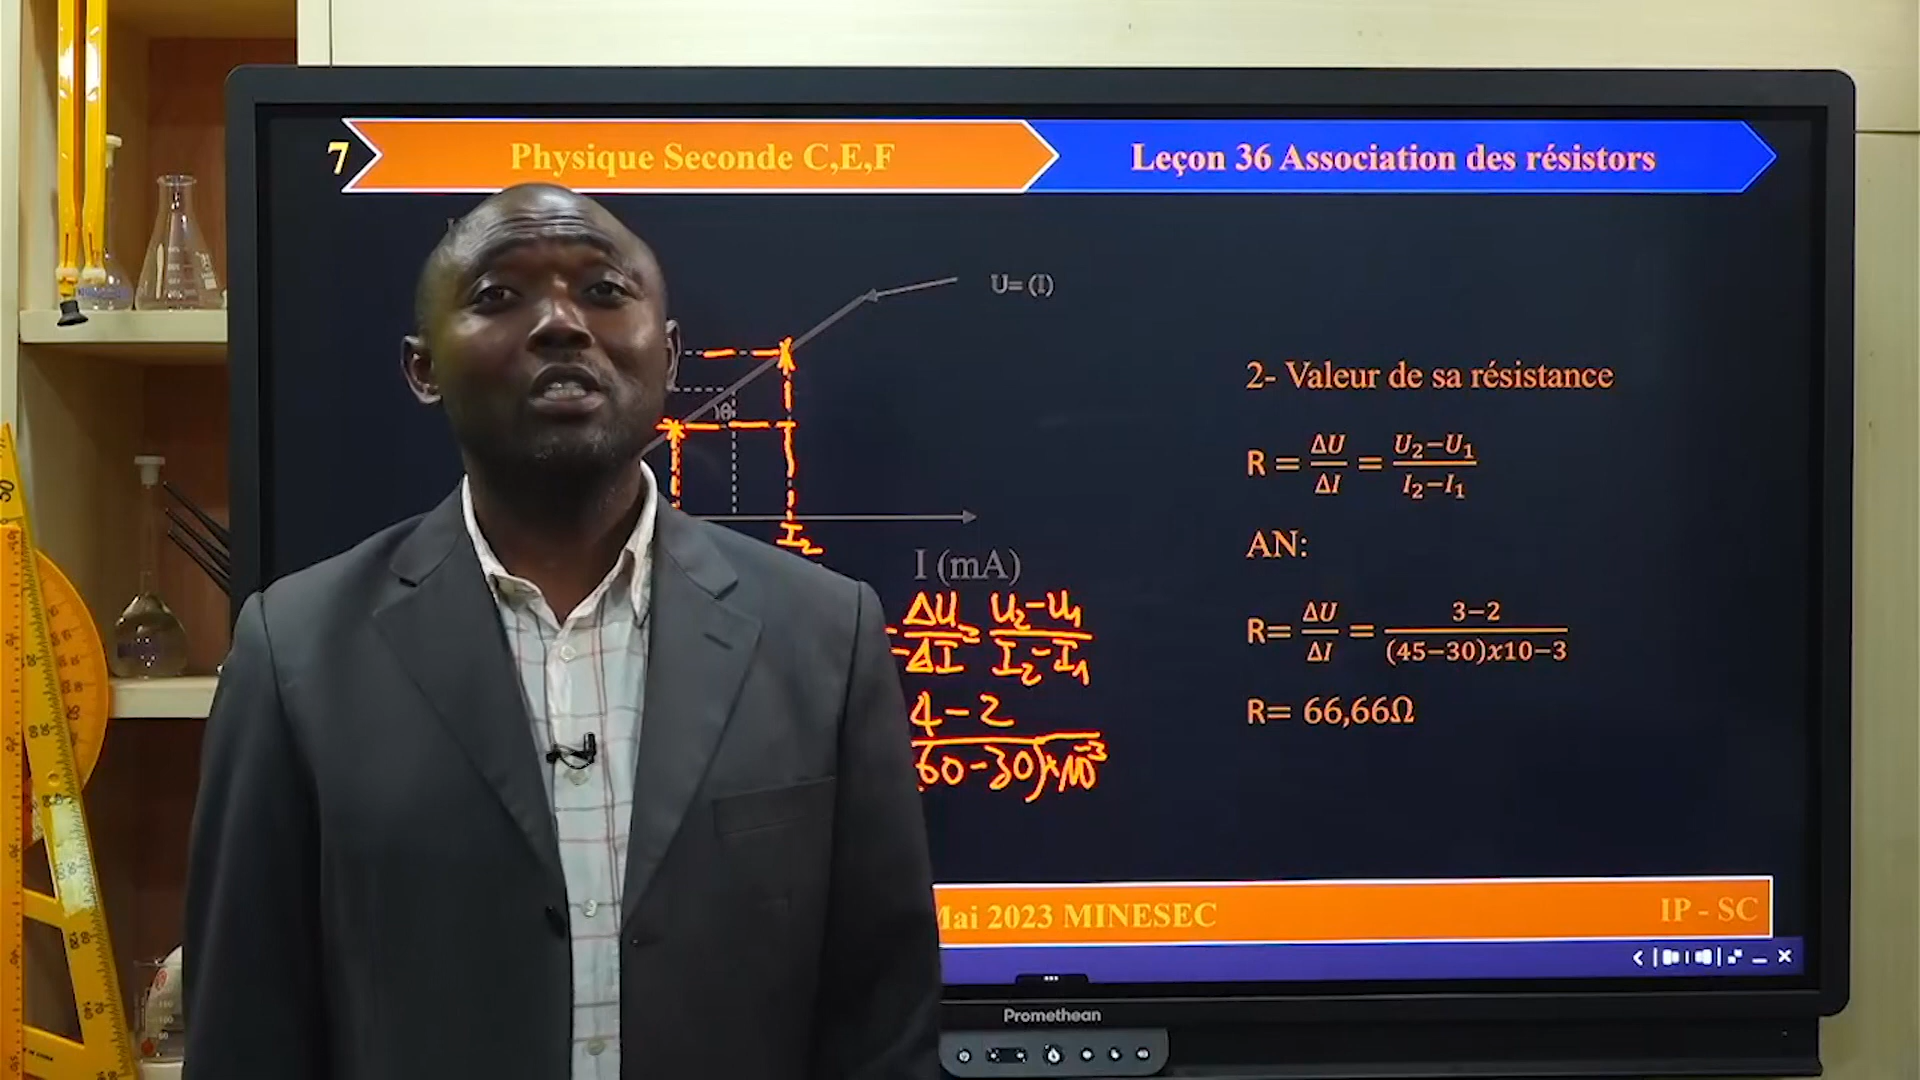 7
Physique Seconde C,E,F
Leçon 36 Association des résistors
U= (I)
θ
I₂
I (mA)
ΔU/ΔI = U₂-U₁/I₂-I₁
4-2/(60-30)×10⁻³
2- Valeur de sa résistance
R = ΔU/ΔI = U₂−U₁/I₂−I₁
AN:
R= ΔU/ΔI = 3−2/(45−30)x10−3
R= 66,66Ω
Mai 2023 MINESEC
IP - SC
Promethean